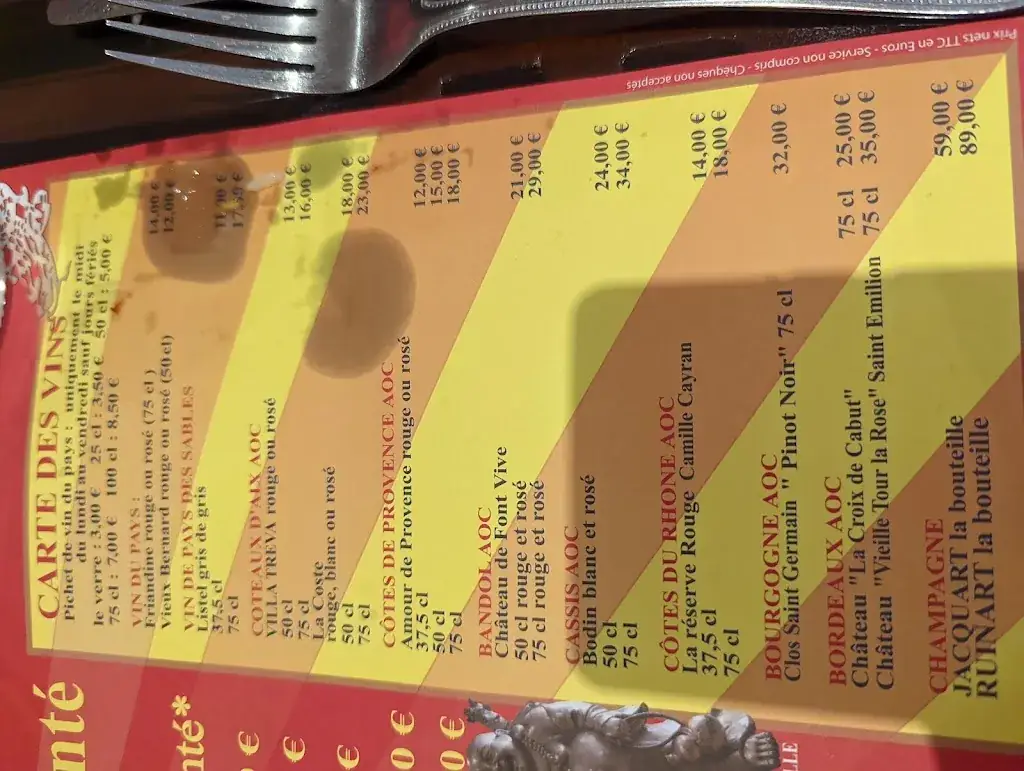 CARTE DES VINS
Pichet de vin du pays : uniquement le midi
du lundi au vendredi sauf jours fériés
le verre : 3,00 € 25 cl : 3,50 € 50 cl : 5,00 €
75 cl : 7,00 € 100 cl : 8,50 €
VIN DU PAYS :
Friandine rouge ou rosé (75 cl ) 14,00 €
Vieux Bernard rouge ou rosé (50 cl) 12,00 €
VIN DE PAYS DES SABLES
Listel gris de gris
37,5 cl
75 cl
COTEAUX D'AIX AOC
VILLA TREVA rouge ou rosé
50 cl 13,00 €
75 cl 16,00 €
La Coste
rouge, blanc ou rosé
50 cl 18,00 €
75 cl 23,00 €
CÔTES DE PROVENCE AOC
Amour de Provence rouge ou rosé
37,5 cl 12,00 €
50 cl 15,00 €
75 cl 18,00 €
BANDOL AOC
Château de Font Vive
50 cl rouge et rosé 21,00 €
75 cl rouge et rosé 29,00 €
CASSIS AOC
Bodin blanc et rosé
50 cl 24,00 €
75 cl 34,00 €
CÔTES DU RHONE AOC
La réserve Rouge Camille Cayran
37,5 cl 14,00 €
75 cl 18,00 €
BOURGOGNE AOC
Clos Saint Germain " Pinot Noir" 75 cl 32,00 €
BORDEAUX AOC
Château "La Croix de Cabut" 75 cl 25,00 €
Château "Vieille Tour la Rose" Saint Emilion 75 cl 35,00 €
CHAMPAGNE
JACQUART la bouteille 59,00 €
RUINART la bouteille 89,00 €
Prix nets TTC en Euros - Service non compris - Chèques non acceptés